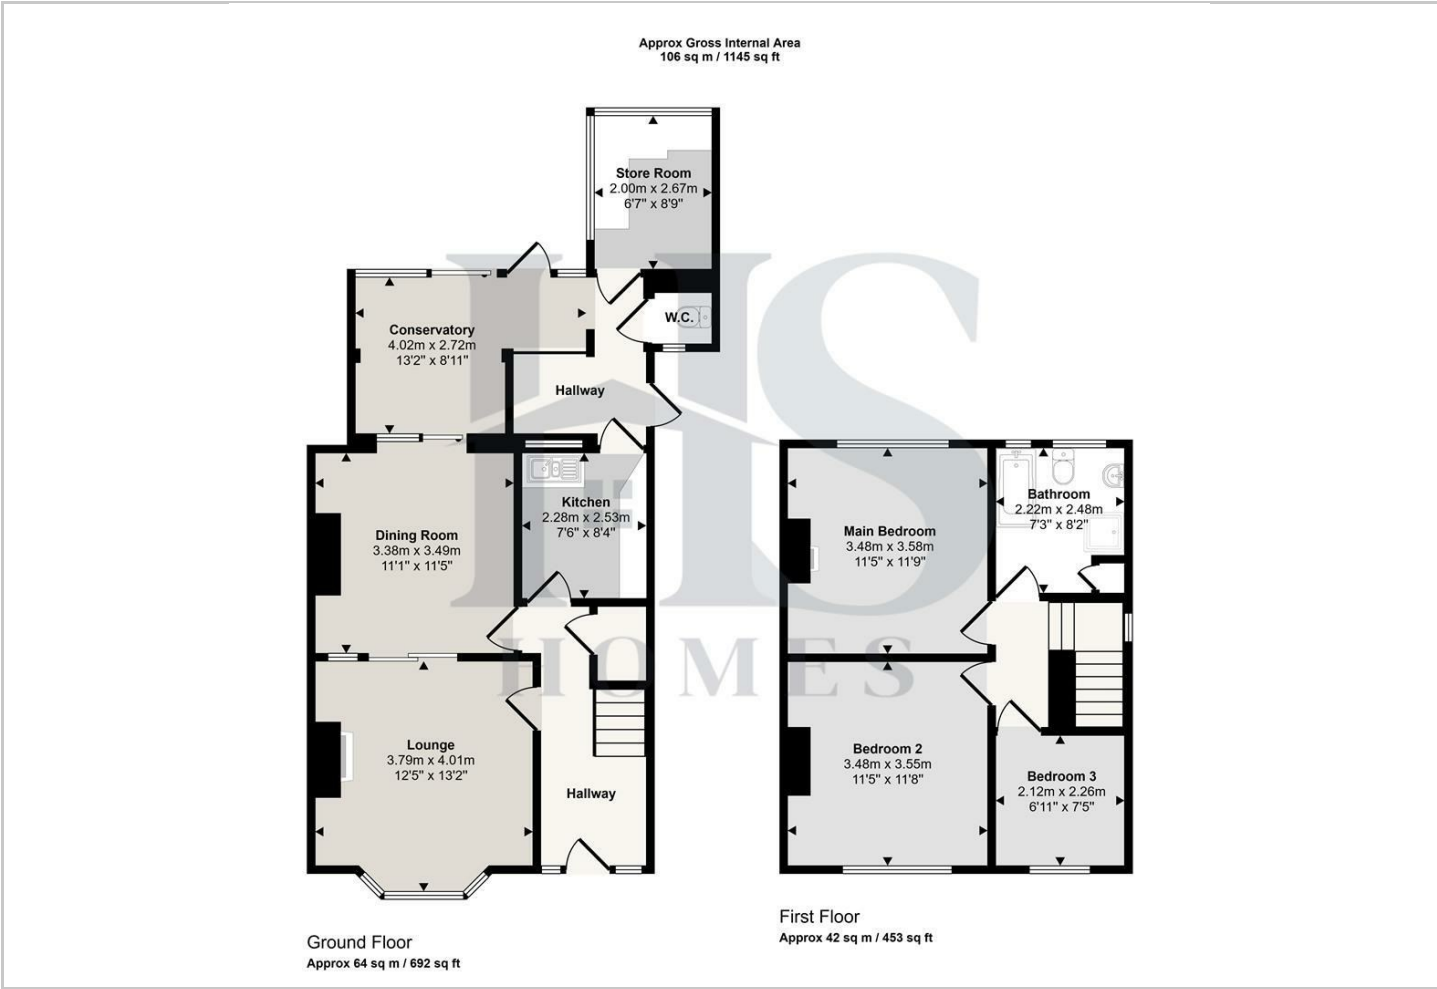 Approx Gross Internal Area
106 sq m / 1145 sq ft
Store Room
2.00m x 2.67m
6'7" x 8'9"
W.C.
Conservatory
4.02m x 2.72m
13'2" x 8'11"
Hallway
Kitchen
2.28m x 2.53m
7'6" x 8'4"
Dining Room
3.38m x 3.49m
11'1" x 11'5"
Lounge
3.79m x 4.01m
12'5" x 13'2"
Hallway
Ground Floor
Approx 64 sq m / 692 sq ft
Main Bedroom
3.48m x 3.58m
11'5" x 11'9"
Bathroom
2.22m x 2.48m
7'3" x 8'2"
Bedroom 2
3.48m x 3.55m
11'5" x 11'8"
Bedroom 3
2.12m x 2.26m
6'11" x 7'5"
First Floor
Approx 42 sq m / 453 sq ft
HS
HOMES